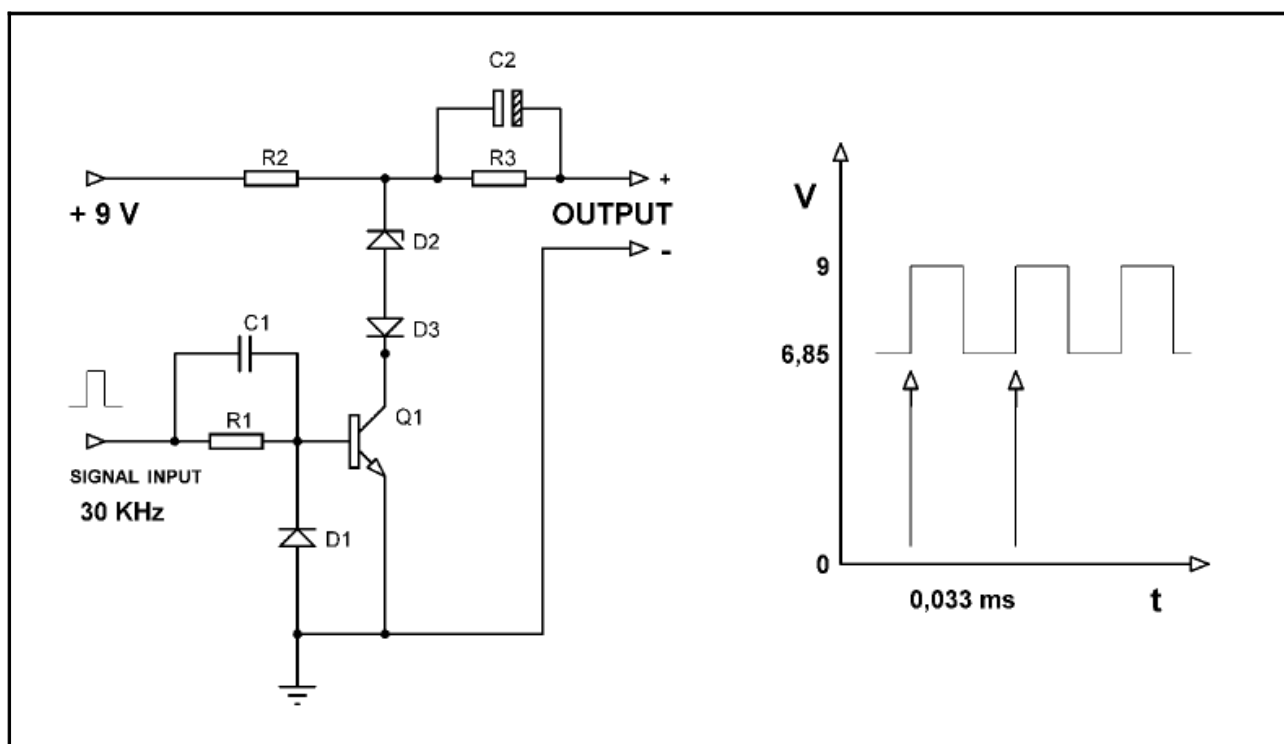 C2
R2
R3
+
+ 9 V
OUTPUT
-
D2
C1
D3
R1
Q1
SIGNAL INPUT
30 KHz
D1
V
9
6,85
0
0,033 ms
t